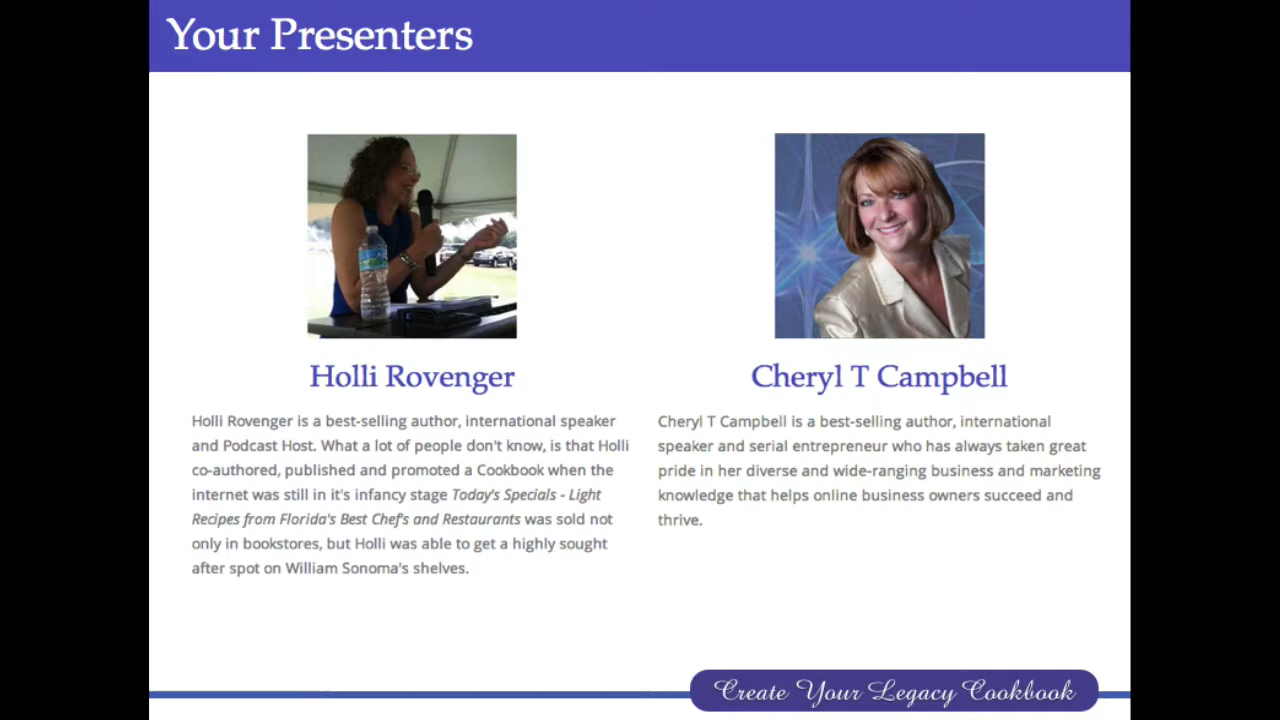 Your Presenters
Holli Rovenger
Holli Rovenger is a best-selling author, international speaker
and Podcast Host. What a lot of people don't know, is that Holli
co-authored, published and promoted a Cookbook when the
internet was still in it's infancy stage Today's Specials - Light
Recipes from Florida's Best Chef's and Restaurants was sold not
only in bookstores, but Holli was able to get a highly sought
after spot on William Sonoma's shelves.
Cheryl T Campbell
Cheryl T Campbell is a best-selling author, international
speaker and serial entrepreneur who has always taken great
pride in her diverse and wide-ranging business and marketing
knowledge that helps online business owners succeed and
thrive.
Create Your Legacy Cookbook